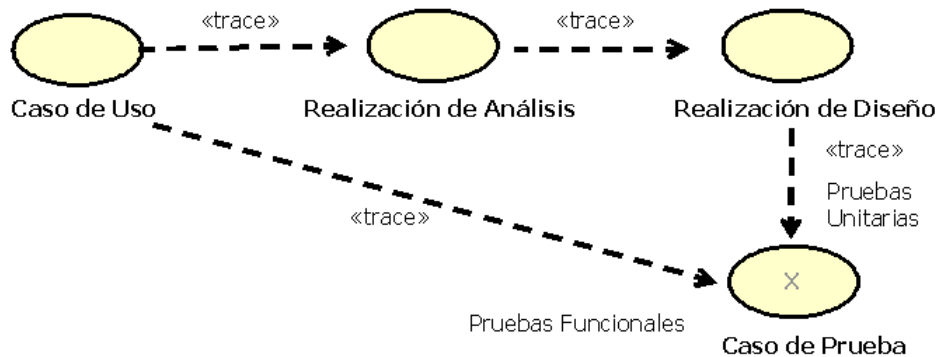 «trace»
«trace»
Caso de Uso
Realización de Análisis
Realización de Diseño
«trace»
Pruebas
Unitarias
«trace»
X
Pruebas Funcionales
Caso de Prueba